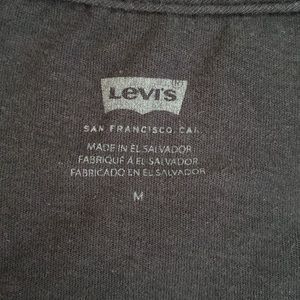 LEVI'S
SAN FRANCISCO, CAL
MADE IN EL SALVADOR
FABRIQUÉ À EL SALVADOR
FABRICADO EN EL SALVADOR
M